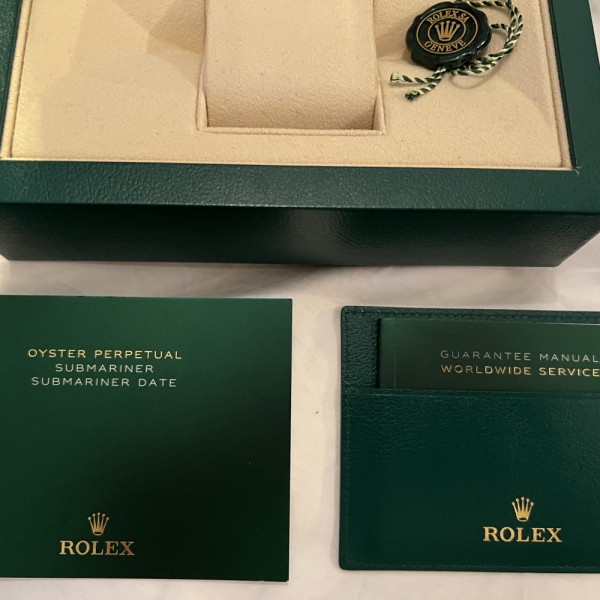 ROLEX SA
GENEVE
OYSTER PERPETUAL
SUBMARINER
SUBMARINER DATE
ROLEX
GUARANTEE MANUAL
WORLDWIDE SERVICE
ROLEX